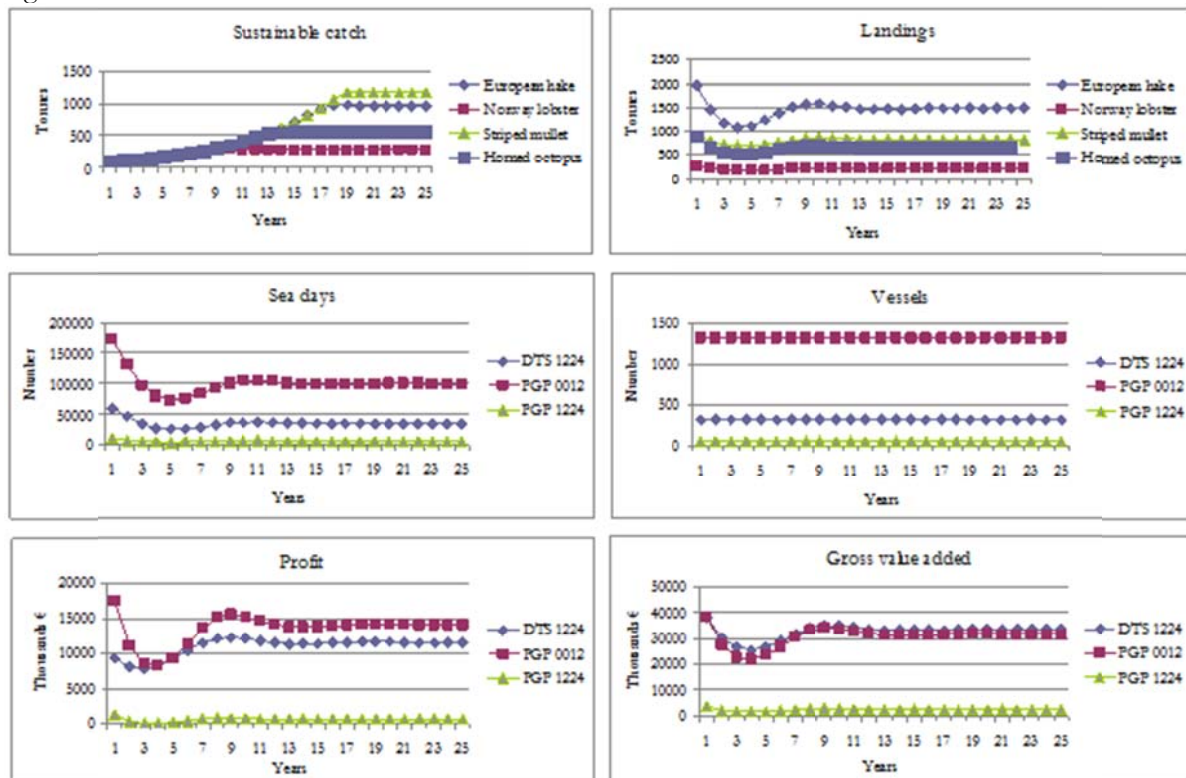 Sustainable catch
Tonnes
1500
1000
500
0
1 3 5 7 9 11 13 15 17 19 21 23 25
Years
European hake
Norway lobster
Striped mullet
Horned octopus
Landings
Tonnes
2500
2000
1500
1000
500
0
1 3 5 7 9 11 13 15 17 19 21 23 25
Years
European hake
Norway lobster
Striped mullet
Horned octopus
Sea days
Number
200000
150000
100000
50000
0
1 3 5 7 9 11 13 15 17 19 21 23 25
Years
DTS 1224
PGP 0012
PGP 1224
Vessels
Number
1500
1000
500
0
1 3 5 7 9 11 13 15 17 19 21 23 25
Years
DTS 1224
PGP 0012
PGP 1224
Profit
Thousands €
20000
15000
10000
5000
0
1 3 5 7 9 11 13 15 17 19 21 23 25
Years
DTS 1224
PGP 0012
PGP 1224
Gross value added
Thousands €
50000
40000
30000
20000
10000
0
1 3 5 7 9 11 13 15 17 19 21 23 25
Years
DTS 1224
PGP 0012
PGP 1224